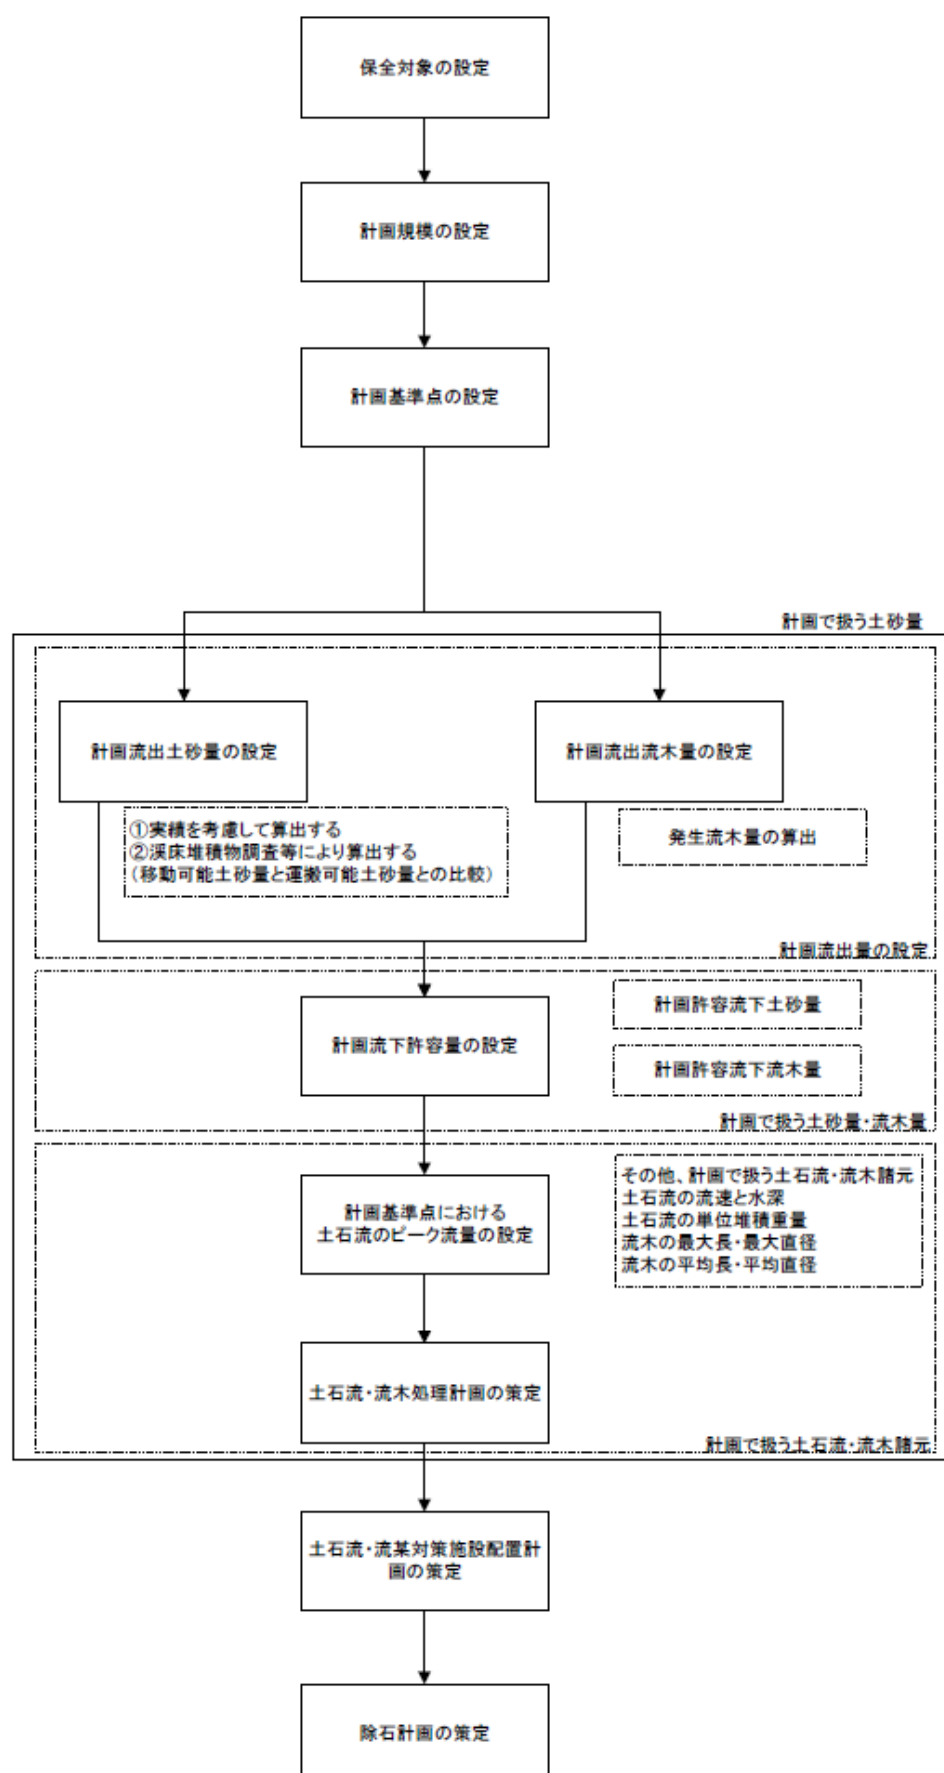 保全対象の設定
計画規模の設定
計画基準点の設定
計画で扱う土砂量
計画流出土砂量の設定
計画流出流木量の設定
①実績を考慮して算出する
②渓床堆積物調査等により算出する
(移動可能土砂量と運搬可能土砂量との比較)
発生流木量の算出
計画流出量の設定
計画流下許容量の設定
計画許容流下土砂量
計画許容流下流木量
計画で扱う土砂量・流木量
計画基準点における
土石流のピーク流量の設定
その他、計画で扱う土石流・流木諸元
土石流の流速と水深
土石流の単位堆積重量
流木の最大長・最大直径
流木の平均長・平均直径
土石流・流木処理計画の策定
計画で扱う土石流・流木諸元
土石流・流某対策施設配置計
画の策定
除石計画の策定